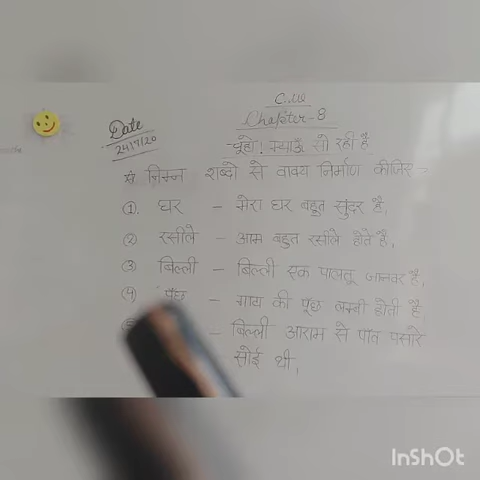 C.W
Date
Chapter-8
24/7/20
चूहो! म्याऊँ सो रही है
* निम्न शब्दो से वाक्य निर्माण कीजिए -
①. घर - मेरा घर बहुत सुंदर है,
② रसीले - आम बहुत रसीले होते है,
③ बिल्ली - बिल्ली एक पालतू जानवर है,
④ पूँछ - गाय की पूँछ लम्बी होती है,
- बिल्ली आराम से पाँव पसारे
सोई थी,
InShOt